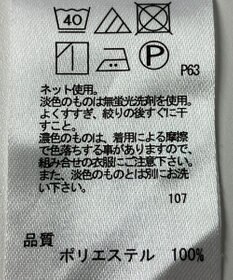 40
P63
ネット使用。
淡色のものは無蛍光洗剤を使用。
よくすすぎ、絞りの後すぐに干
すこと。
濃色のものは、着用による摩擦
で色落ちする事がありますので、
組み合せの衣服にご注意下さい。
また、淡色のものとは別にお洗
い下さい。
107
品質
ポリエステル 100%